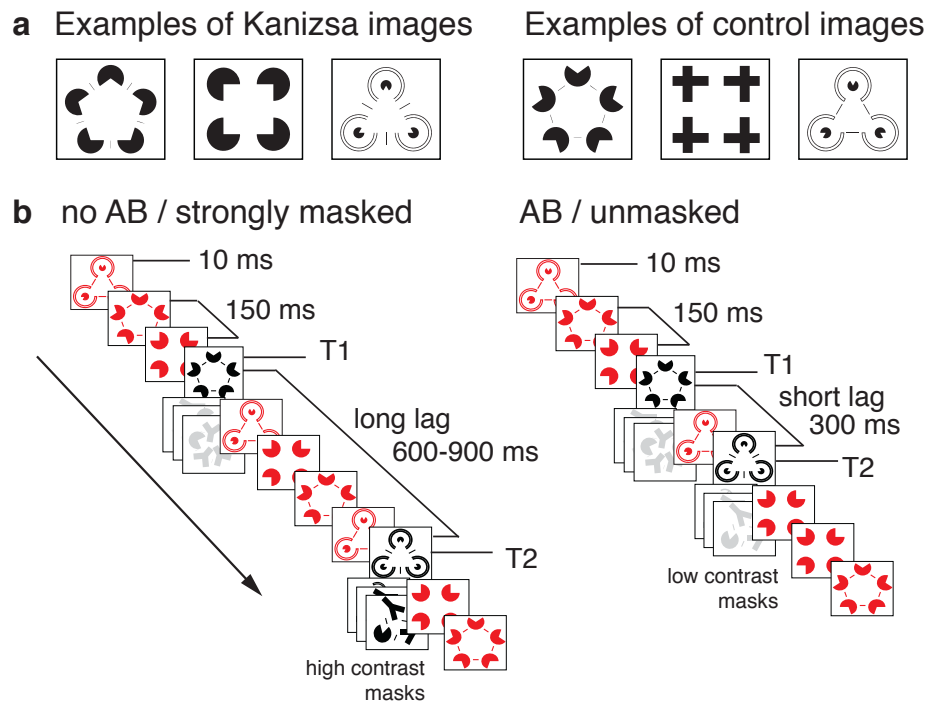 a Examples of Kanizsa images
Examples of control images
b no AB / strongly masked
AB / unmasked
10 ms
150 ms
T1
long lag
600-900 ms
T2
high contrast
masks
10 ms
150 ms
T1
short lag
300 ms
T2
low contrast
masks